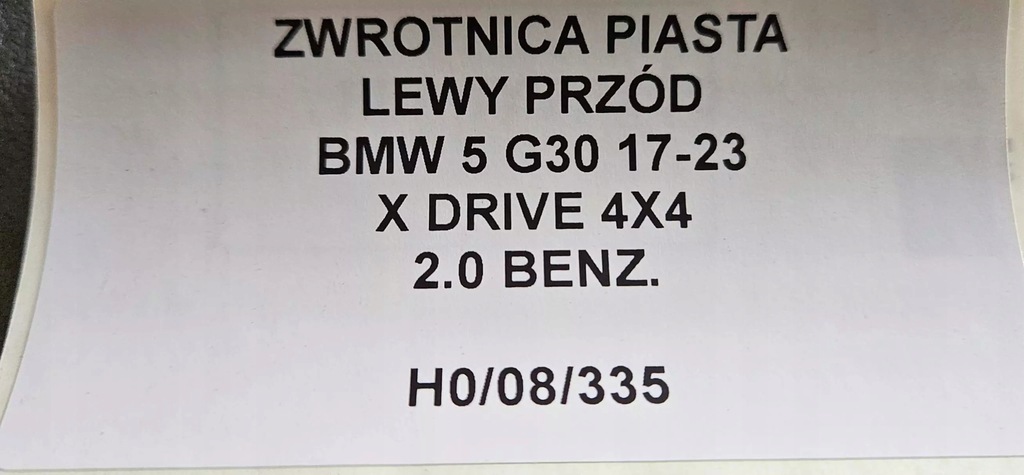 ZWROTNICA PIASTA
LEWY PRZÓD
BMW 5 G30 17-23
X DRIVE 4X4
2.0 BENZ.
H0/08/335